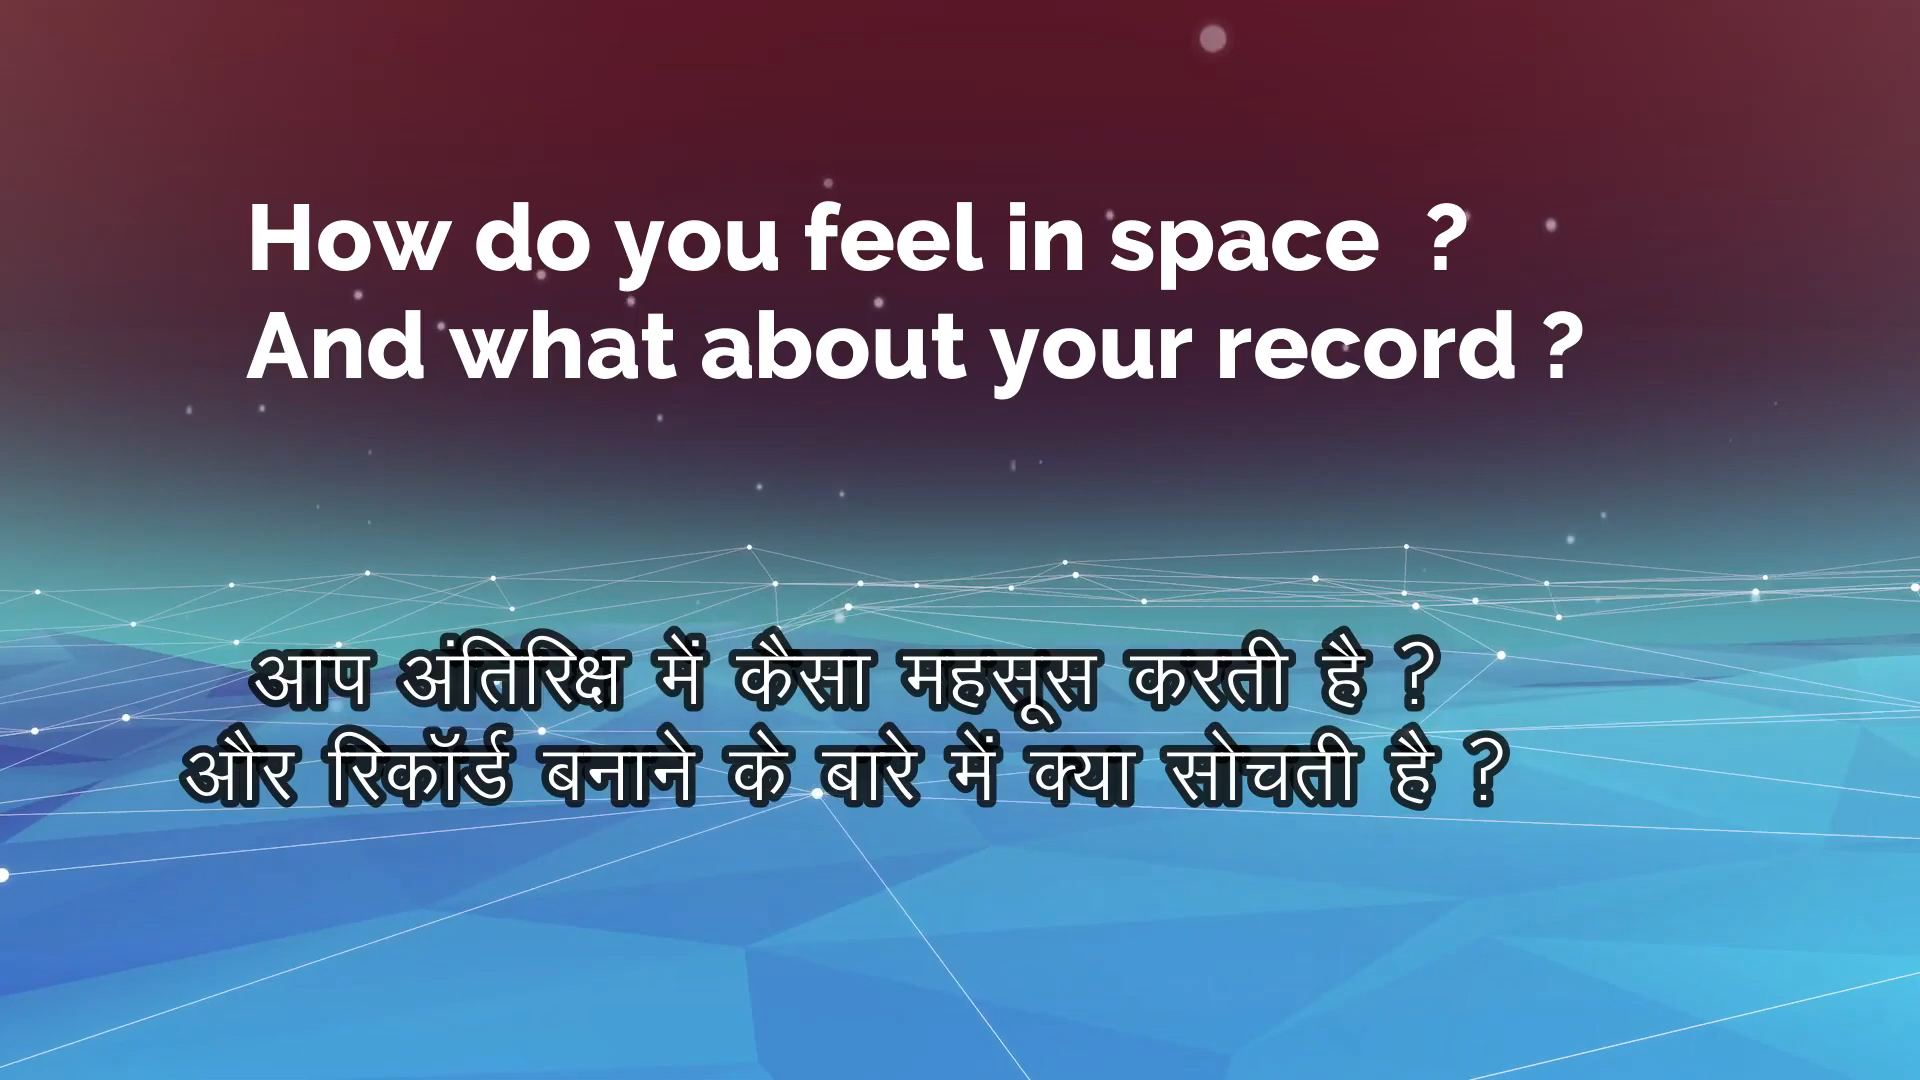 How do you feel in space ?
And what about your record ?
आप अंतिरिक्ष में कैसा महसूस करती है ?
और रिकॉर्ड बनाने के बारे में क्या सोचती है ?